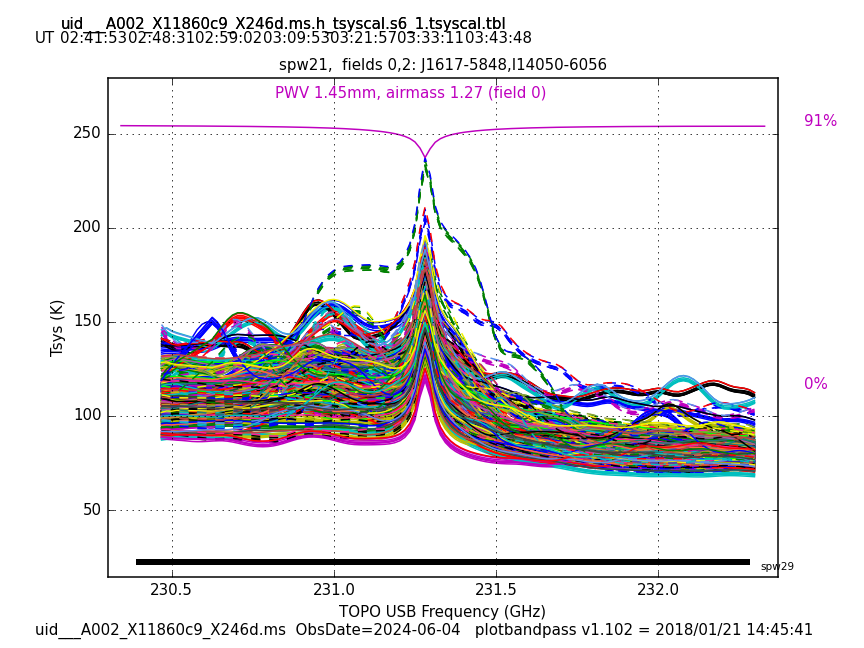 uid___A002_X11860c9_X246d.ms.h_tsyscal.s6_1.tsyscal.tbl
UT 02:41:53 02:48:31 02:59:02 03:09:53 03:21:57 03:33:11 03:43:48
spw21,  fields 0,2: J1617-5848,I14050-6056
PWV 1.45mm, airmass 1.27 (field 0)
91%
0%
250
200
150
100
50
Tsys (K)
spw29
230.5 231.0 231.5 232.0
TOPO USB Frequency (GHz)
uid___A002_X11860c9_X246d.ms  ObsDate=2024-06-04   plotbandpass v1.102 = 2018/01/21 14:45:41